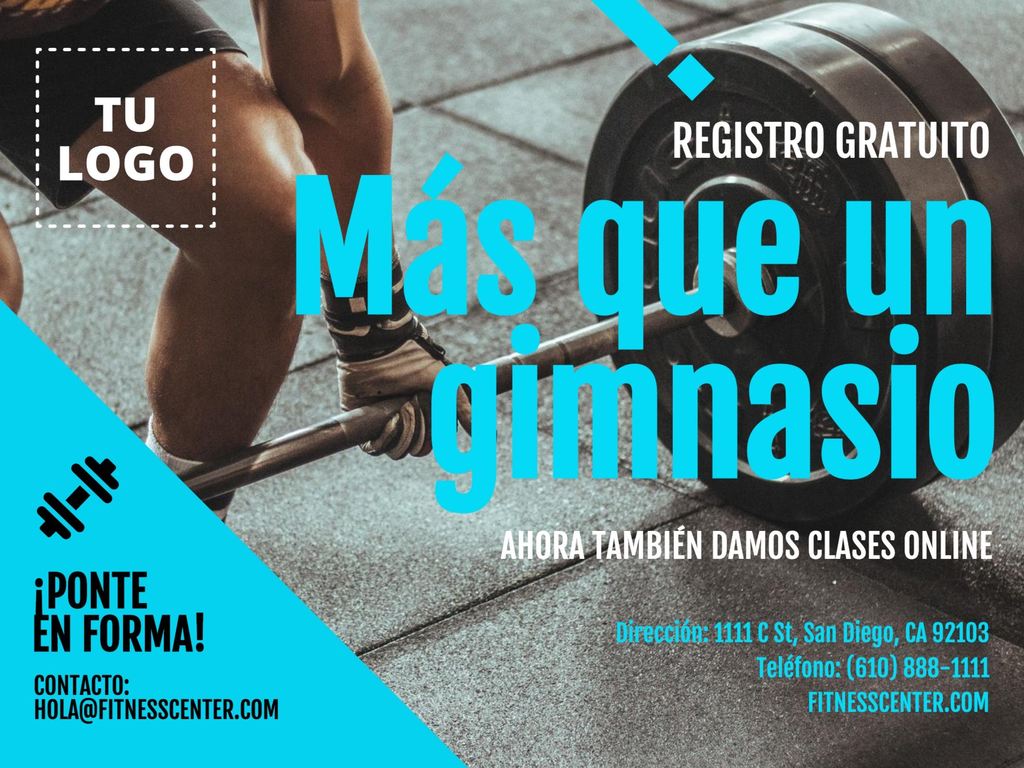 TU
LOGO
REGISTRO GRATUITO
Más que un
gimnasio
AHORA TAMBIÉN DAMOS CLASES ONLINE
¡PONTE
EN FORMA!
CONTACTO:
HOLA@FITNESSCENTER.COM
Dirección: 1111 C St, San Diego, CA 92103
Teléfono: (610) 888-1111
FITNESSCENTER.COM